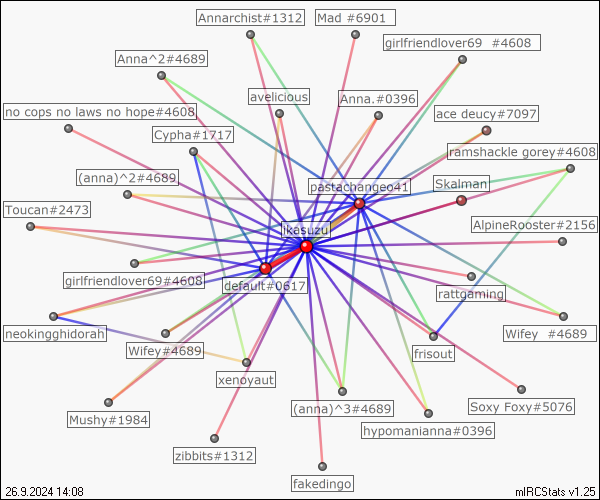 Annarchist#1312
Mad #6901
girlfriendlover69 #4608
Anna^2#4689
avelicious
Anna.#0396
no cops no laws no hope#4608
ace deucy#7097
Cypha#1717
ramshackle gorey#4608
(anna)^2#4689
pastachangeo41
Skalman
Toucan#2473
AlpineRooster#2156
ikasuzu
girlfriendlover69#4608
default#0617
rattgaming
neokingghidorah
Wifey #4689
Wifey#4689
frisout
xenoyaut
(anna)^3#4689
Soxy Foxy#5076
Mushy#1984
hypomanianna#0396
zibbits#1312
fakedingo
26.9.2024 14:08
mIRCStats v1.25